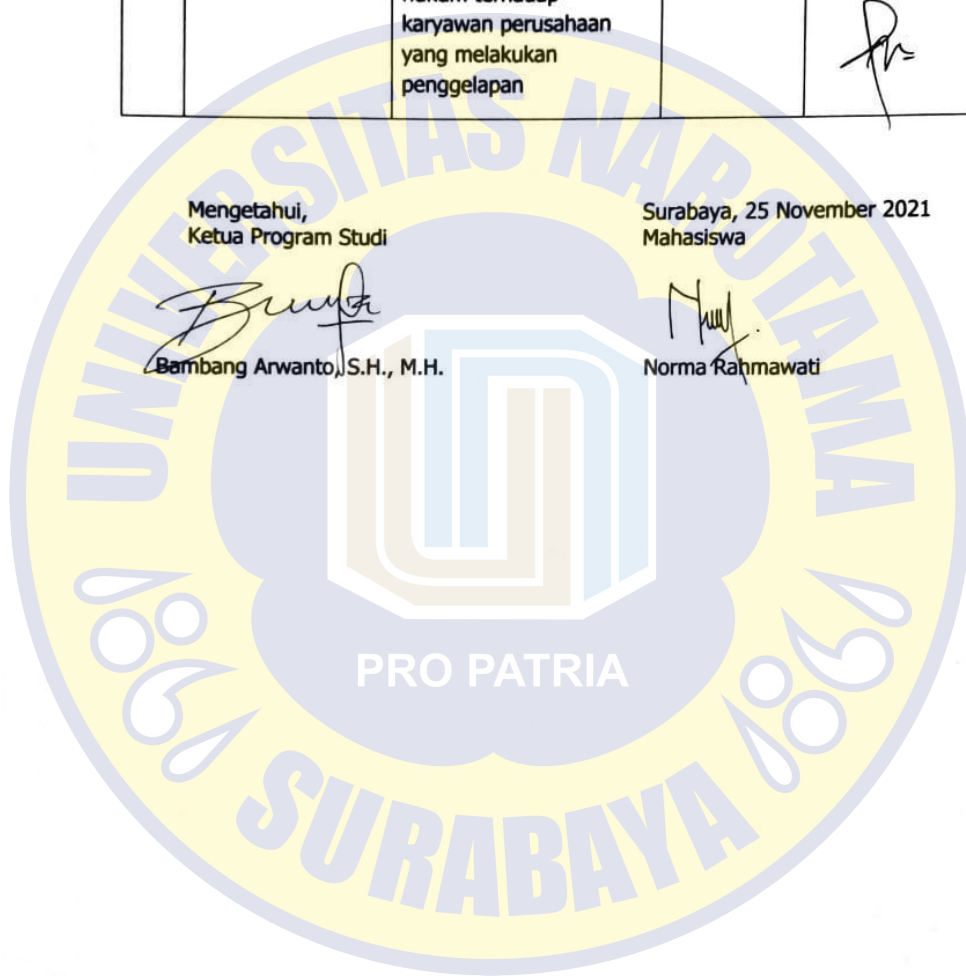 karyawan perusahaan
yang melakukan
penggelapan
Mengetahui,
Ketua Program Studi
Surabaya, 25 November 2021
Mahasiswa
Bambang Arwanto, S.H., M.H.
Norma Rahmawati
UNIVERSITAS NAROTAMA
PRO PATRIA
SURABAYA